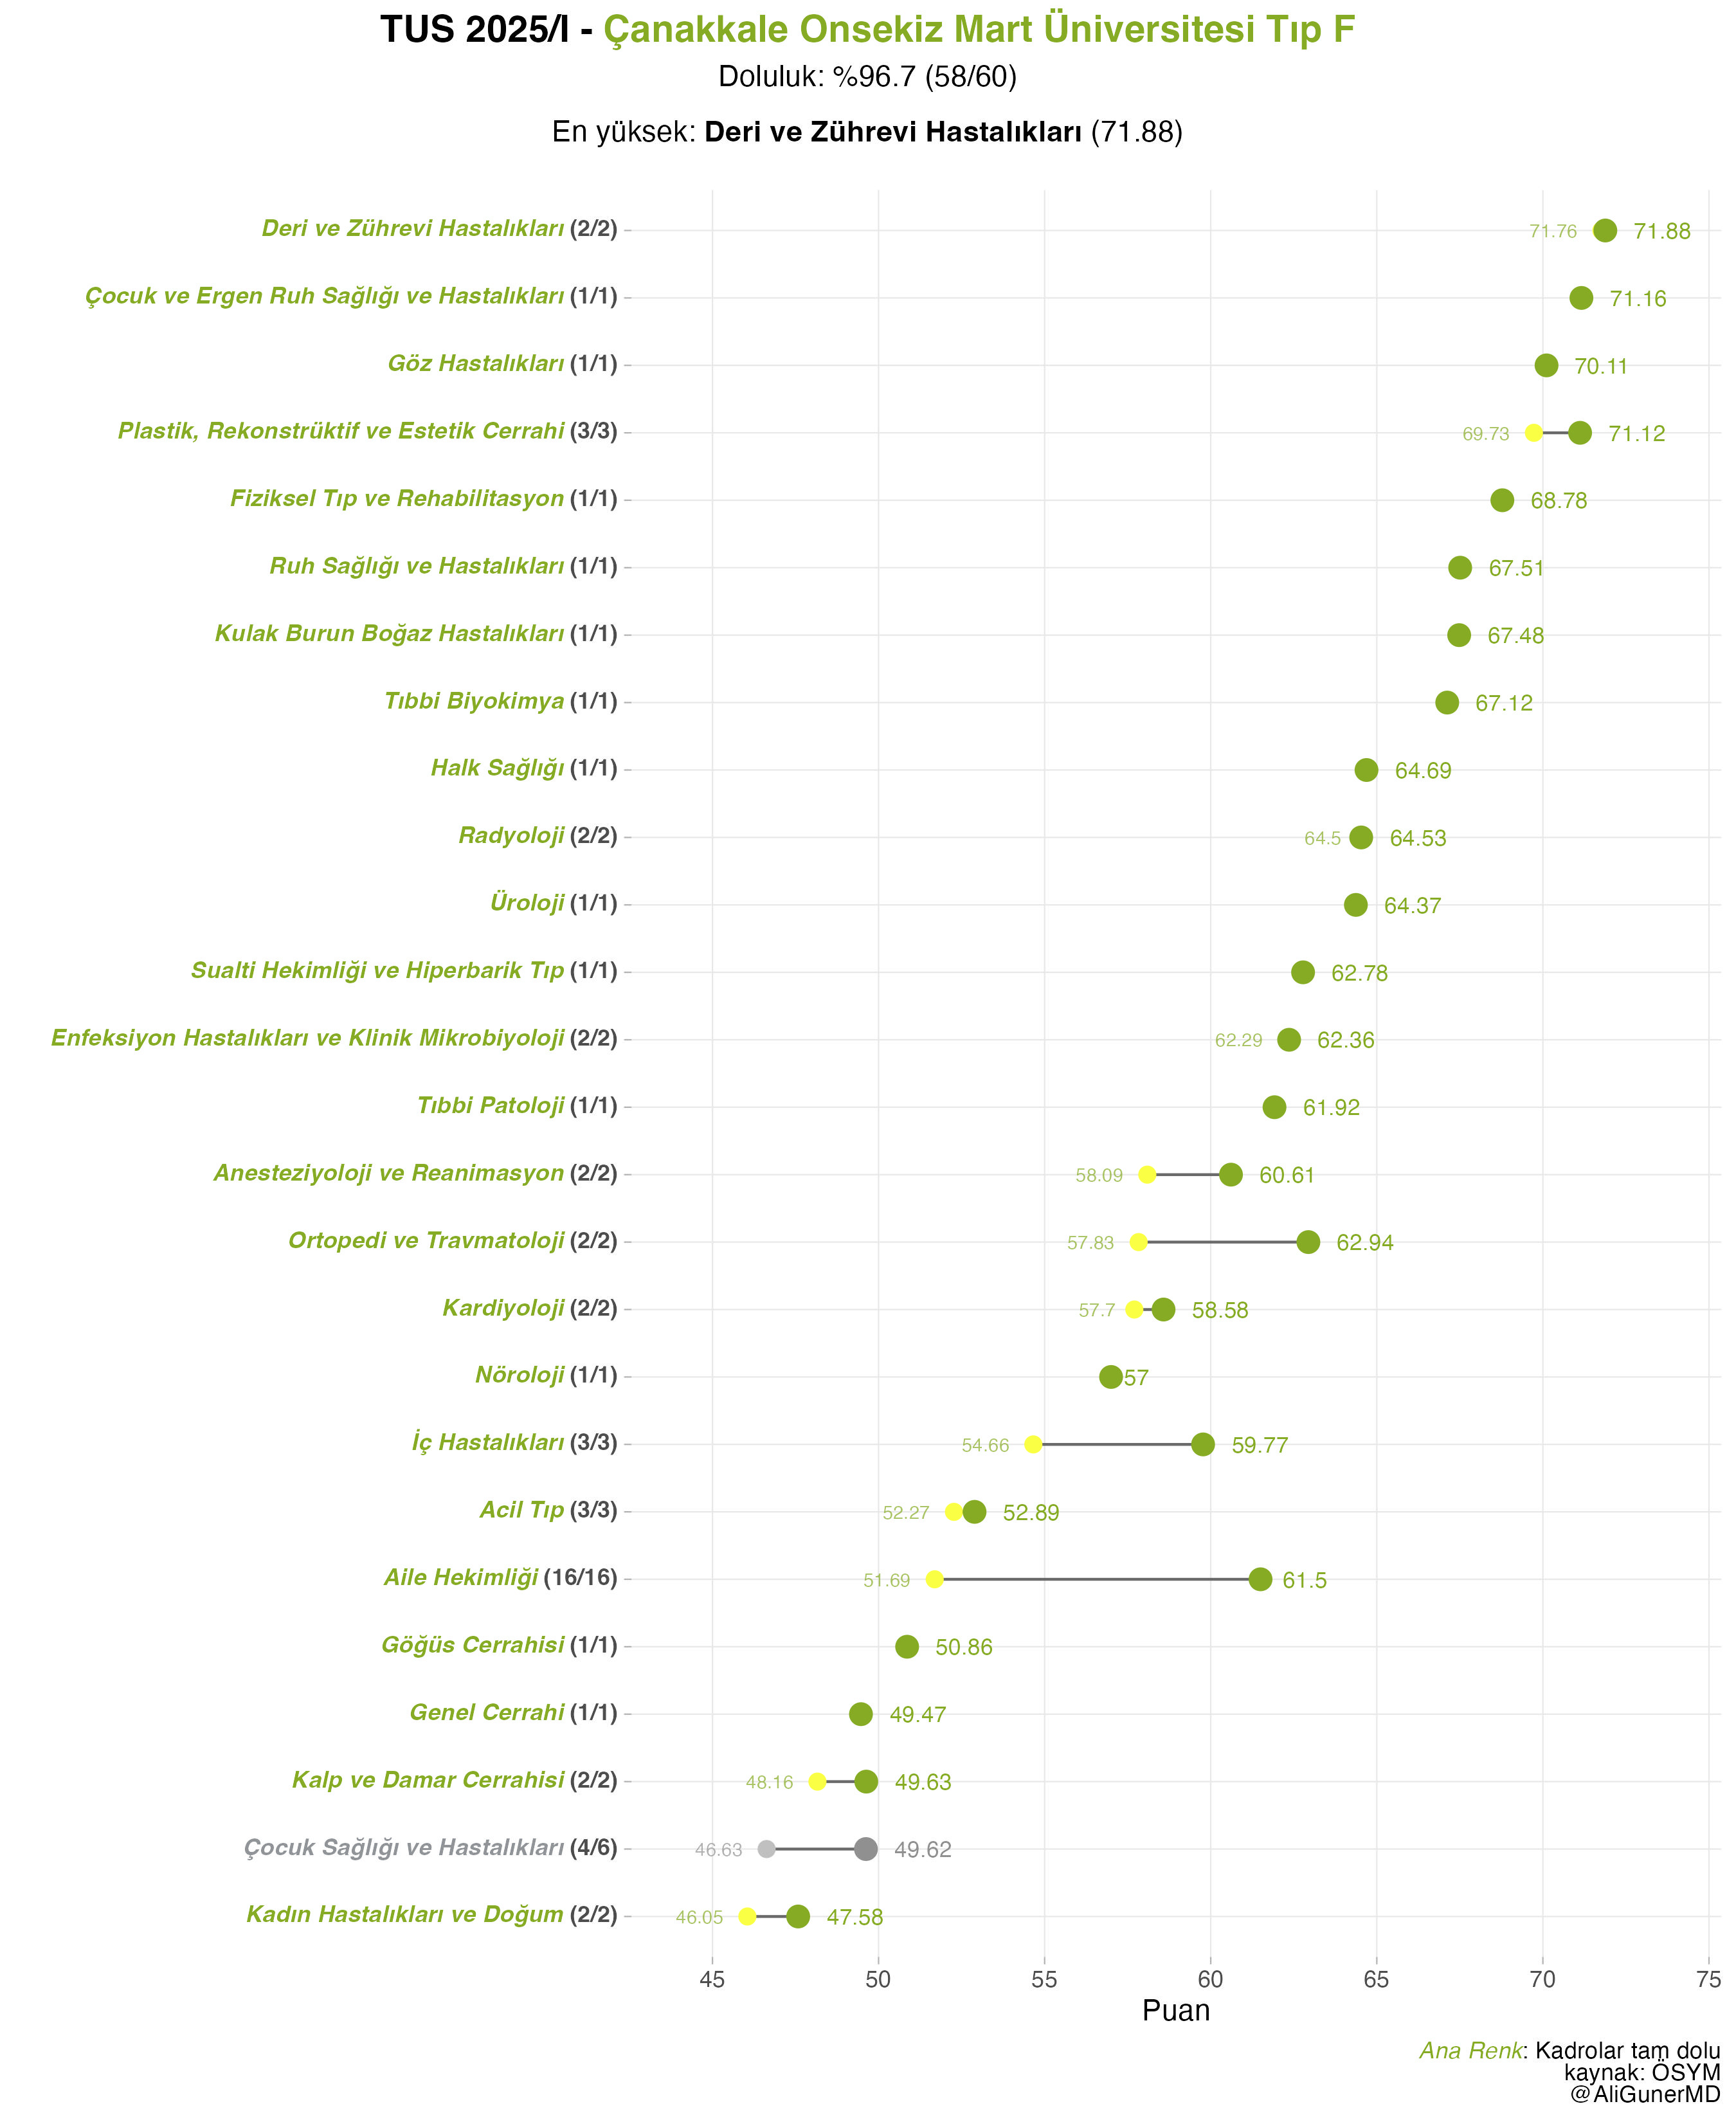 TUS 2025/I - Çanakkale Onsekiz Mart Üniversitesi Tıp F
Doluluk: %96.7 (58/60)
En yüksek: Deri ve Zührevi Hastalıkları (71.88)
Deri ve Zührevi Hastalıkları (2/2) 71.76 71.88
Çocuk ve Ergen Ruh Sağlığı ve Hastalıkları (1/1) 71.16
Göz Hastalıkları (1/1) 70.11
Plastik, Rekonstrüktif ve Estetik Cerrahi (3/3) 69.73 71.12
Fiziksel Tıp ve Rehabilitasyon (1/1) 68.78
Ruh Sağlığı ve Hastalıkları (1/1) 67.51
Kulak Burun Boğaz Hastalıkları (1/1) 67.48
Tıbbi Biyokimya (1/1) 67.12
Halk Sağlığı (1/1) 64.69
Radyoloji (2/2) 64.5 64.53
Üroloji (1/1) 64.37
Sualti Hekimliği ve Hiperbarik Tıp (1/1) 62.78
Enfeksiyon Hastalıkları ve Klinik Mikrobiyoloji (2/2) 62.29 62.36
Tıbbi Patoloji (1/1) 61.92
Anesteziyoloji ve Reanimasyon (2/2) 58.09 60.61
Ortopedi ve Travmatoloji (2/2) 57.83 62.94
Kardiyoloji (2/2) 57.7 58.58
Nöroloji (1/1) 57
İç Hastalıkları (3/3) 54.66 59.77
Acil Tıp (3/3) 52.27 52.89
Aile Hekimliği (16/16) 51.69 61.5
Göğüs Cerrahisi (1/1) 50.86
Genel Cerrahi (1/1) 49.47
Kalp ve Damar Cerrahisi (2/2) 48.16 49.63
Çocuk Sağlığı ve Hastalıkları (4/6) 46.63 49.62
Kadın Hastalıkları ve Doğum (2/2) 46.05 47.58
45 50 55 60 65 70 75
Puan
Ana Renk: Kadrolar tam dolu
kaynak: ÖSYM
@AliGunerMD